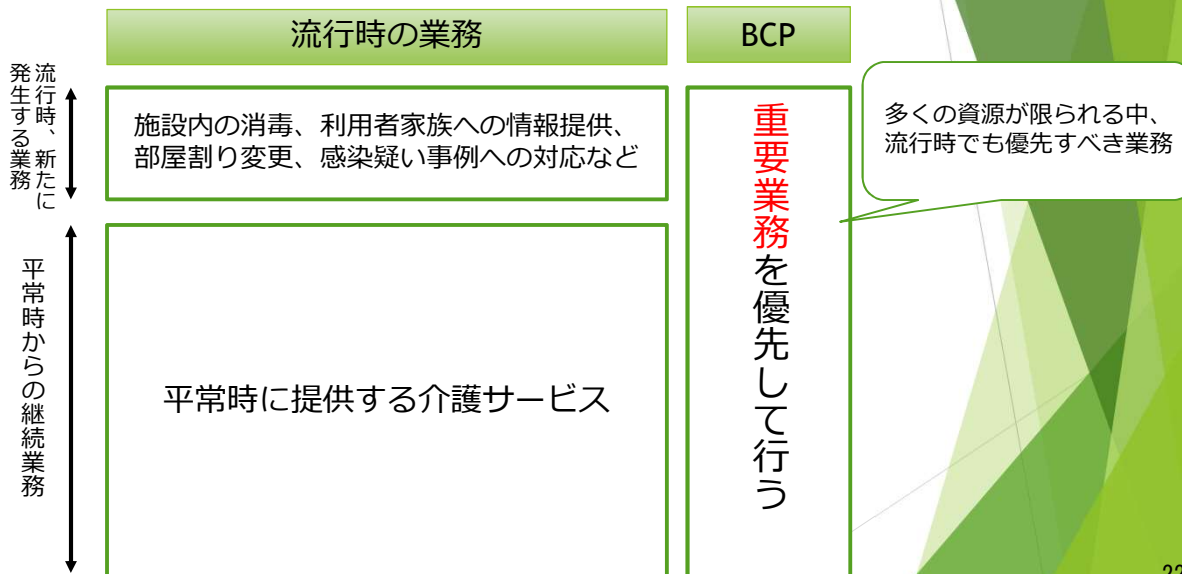 流行時の業務
BCP
流行時、新たに
発生する業務
施設内の消毒、利用者家族への情報提供、
部屋割り変更、感染疑い事例への対応など
重要業務を優先して行う
多くの資源が限られる中、
流行時でも優先すべき業務
平常時からの継続業務
平常時に提供する介護サービス